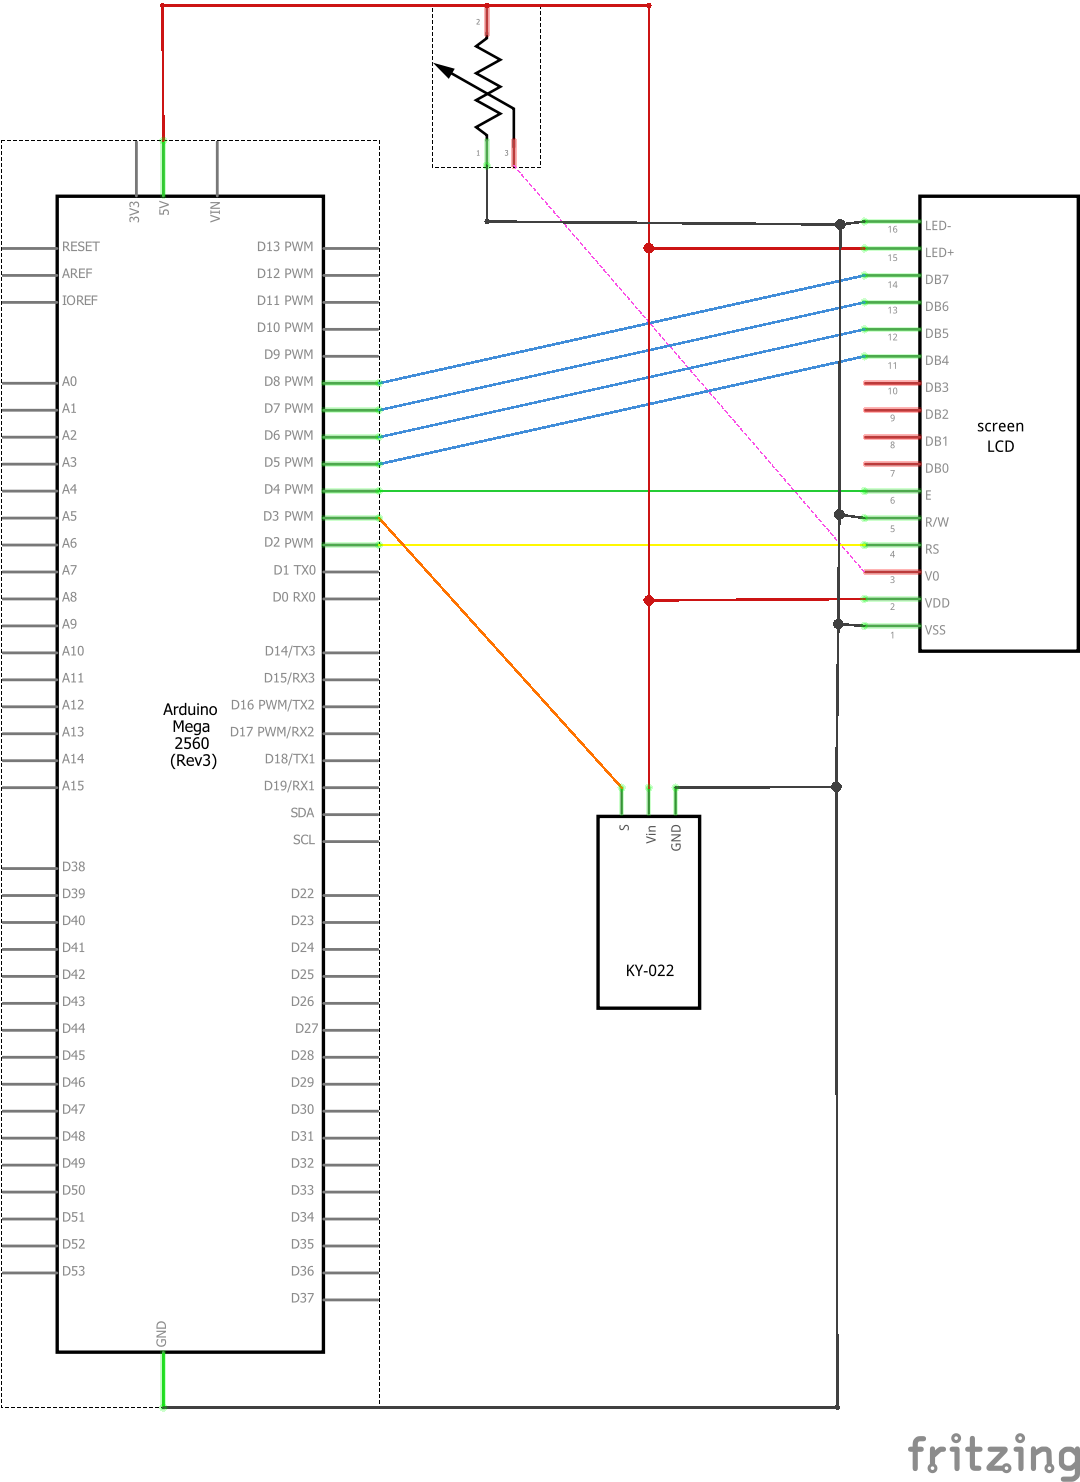 2
1
3
3V3
5V
VIN
RESET
AREF
IOREF
A0
A1
A2
A3
A4
A5
A6
A7
A8
A9
A10
A11
A12
A13
A14
A15
D38
D39
D40
D41
D42
D43
D44
D45
D46
D47
D48
D49
D50
D51
D52
D53
Arduino
Mega
2560
(Rev3)
D13 PWM
D12 PWM
D11 PWM
D10 PWM
D9 PWM
D8 PWM
D7 PWM
D6 PWM
D5 PWM
D4 PWM
D3 PWM
D2 PWM
D1 TX0
D0 RX0
D14/TX3
D15/RX3
D16 PWM/TX2
D17 PWM/RX2
D18/TX1
D19/RX1
SDA
SCL
D22
D23
D24
D25
D26
D27
D28
D29
D30
D31
D32
D33
D34
D35
D36
D37
GND
S
Vin
GND
KY-022
16 LED-
15 LED+
14 DB7
13 DB6
12 DB5
11 DB4
10 DB3
9 DB2
8 DB1
7 DB0
6 E
5 R/W
4 RS
3 V0
2 VDD
1 VSS
screen
LCD
fritzing